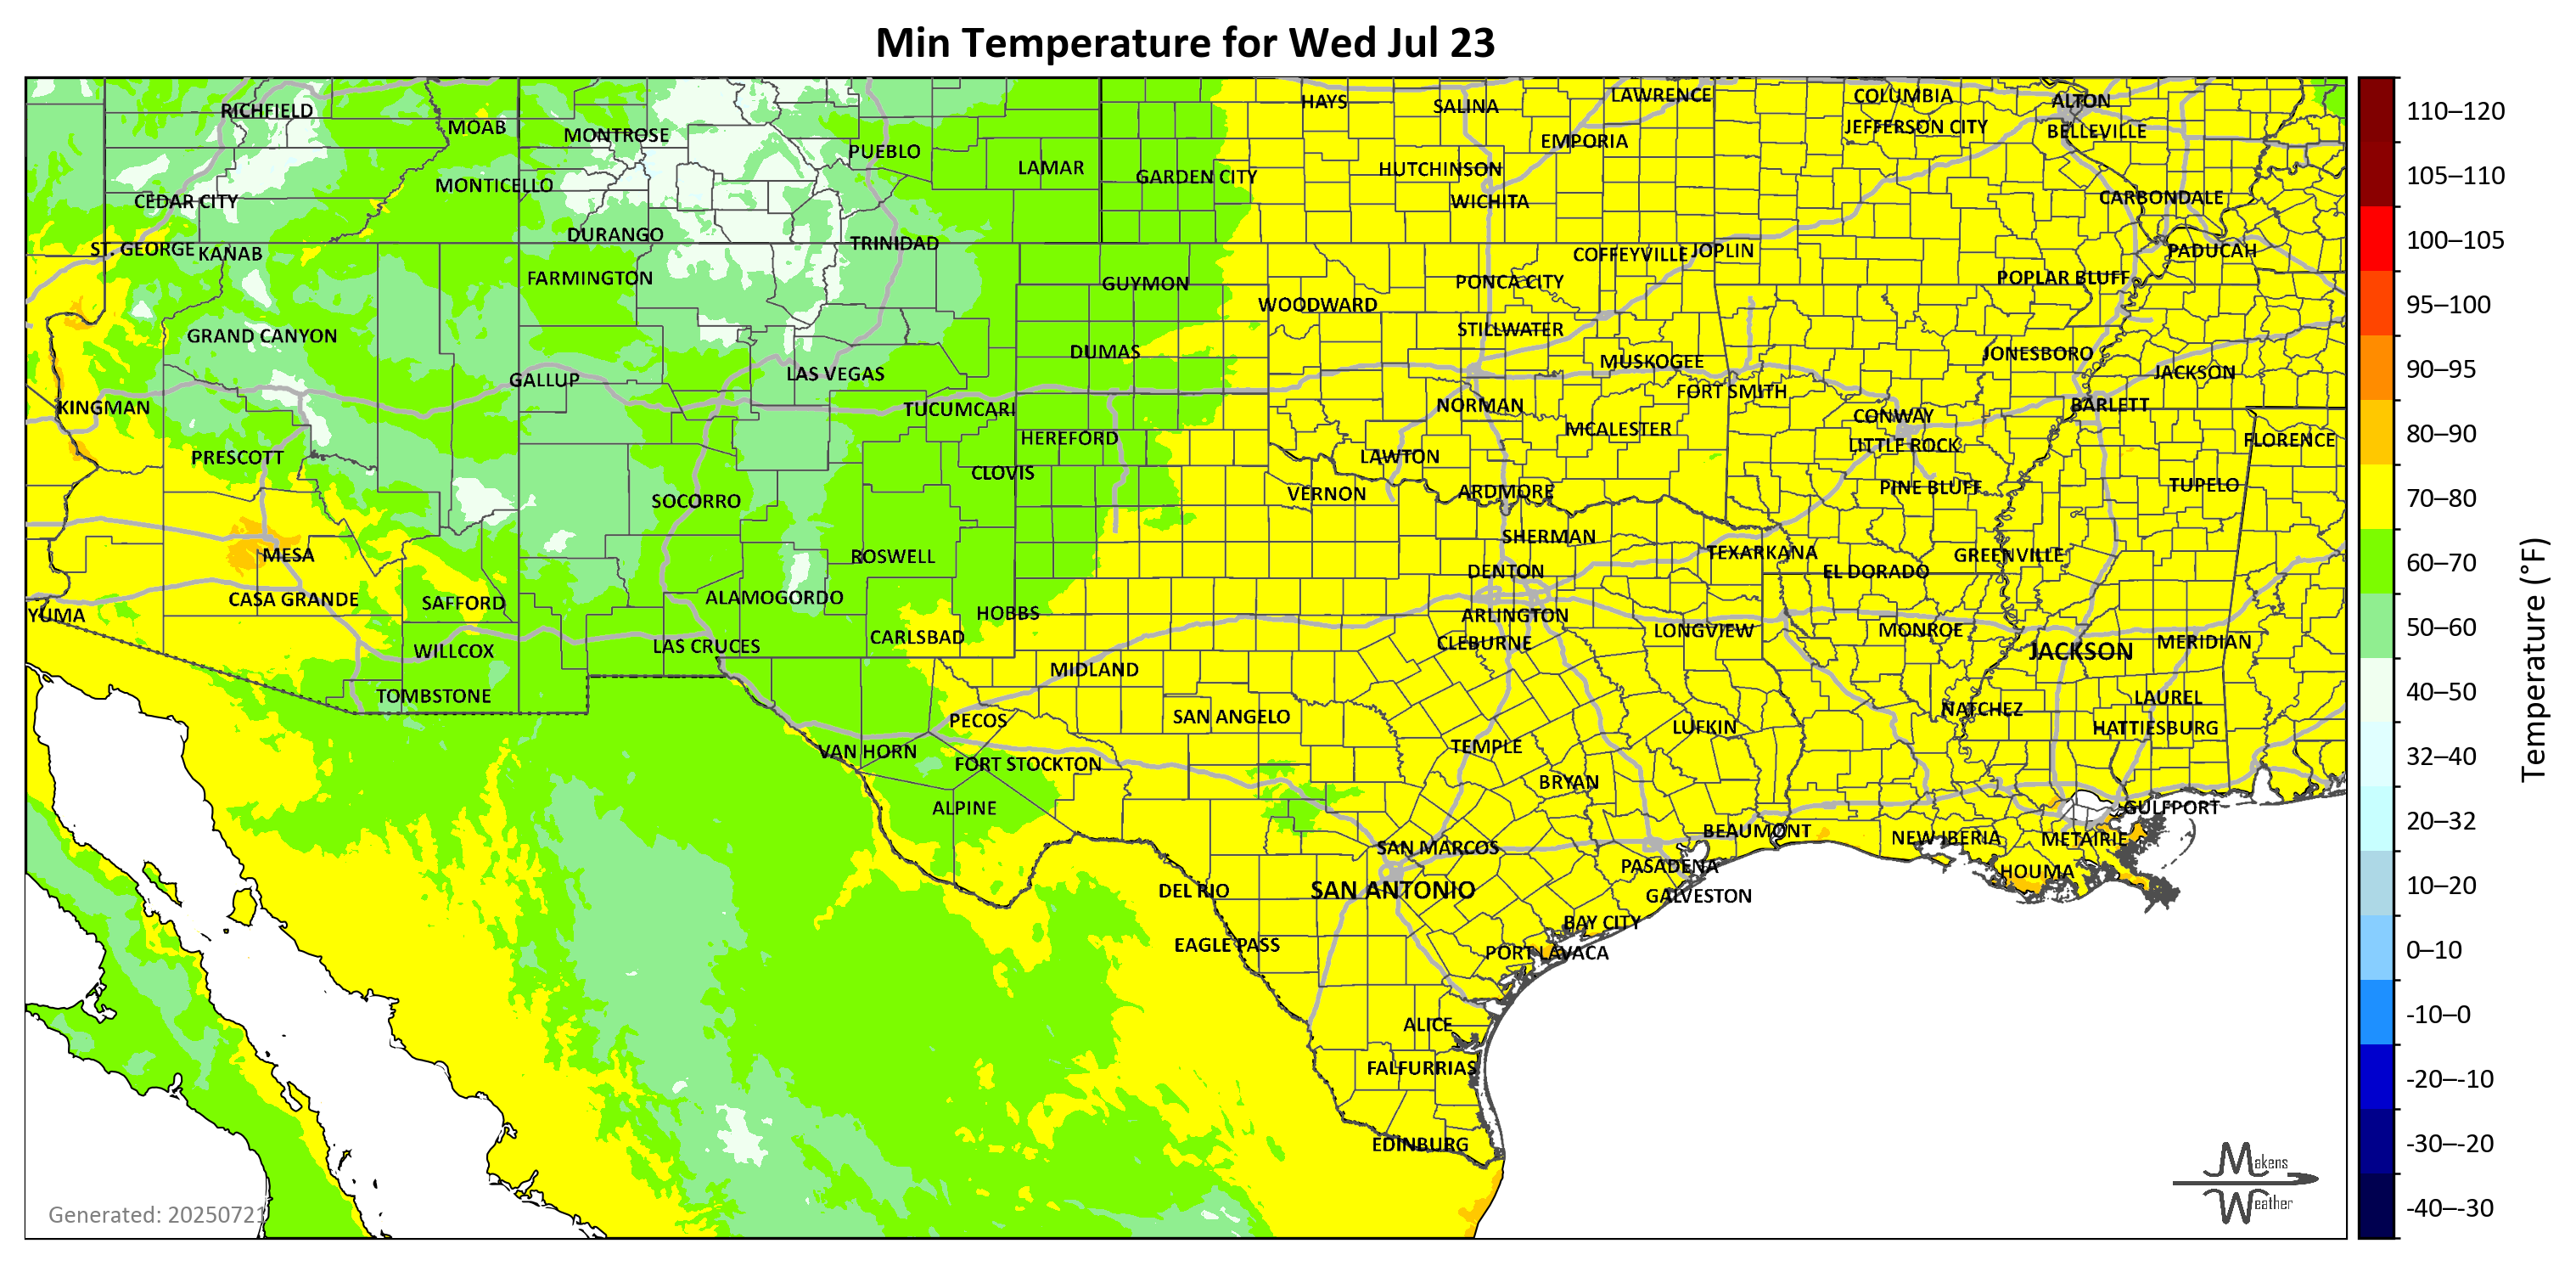 Min Temperature for Wed Jul 23
HAYS
SALINA
LAWRENCE
COLUMBIA
ALTON
RICHFIELD
MOAB
MONTROSE
EMPORIA
JEFFERSON CITY
BELLEVILLE
PUEBLO
LAMAR
GARDEN CITY
HUTCHINSON
MONTICELLO
CEDAR CITY
WICHITA
CARBONDALE
DURANGO
TRINIDAD
ST. GEORGE
KANAB
COFFEYVILLE
JOPLIN
PADUCAH
FARMINGTON
GUYMON
PONCA CITY
POPLAR BLUFF
WOODWARD
GRAND CANYON
STILLWATER
DUMAS
MUSKOGEE
JONESBORO
GALLUP
LAS VEGAS
FORT SMITH
JACKSON
KINGMAN
TUCUMCARI
NORMAN
CONWAY
BARLETT
HEREFORD
MCALESTER
LITTLE ROCK
FLORENCE
PRESCOTT
CLOVIS
LAWTON
SOCORRO
VERNON
ARDMORE
PINE BLUFF
TUPELO
MESA
ROSWELL
SHERMAN
TEXARKANA
GREENVILLE
DENTON
EL DORADO
CASA GRANDE
SAFFORD
ALAMOGORDO
YUMA
HOBBS
ARLINGTON
WILLCOX
LAS CRUCES
CARLSBAD
CLEBURNE
LONGVIEW
MONROE
JACKSON
MERIDIAN
MIDLAND
TOMBSTONE
PECOS
SAN ANGELO
LUFKIN
NATCHEZ
LAUREL
HATTIESBURG
VAN HORN
FORT STOCKTON
TEMPLE
BRYAN
ALPINE
GULFPORT
SAN MARCOS
BEAUMONT
NEW IBERIA
METAIRIE
DEL RIO
SAN ANTONIO
PASADENA
GALVESTON
HOUMA
EAGLE PASS
BAY CITY
PORT LAVACA
ALICE
FALFURRIAS
EDINBURG
Generated: 20250721
Makens
Weather
110–120
105–110
100–105
95–100
90–95
80–90
70–80
60–70
50–60
40–50
32–40
20–32
10–20
0–10
-10–0
-20–-10
-30–-20
-40–-30
Temperature (°F)